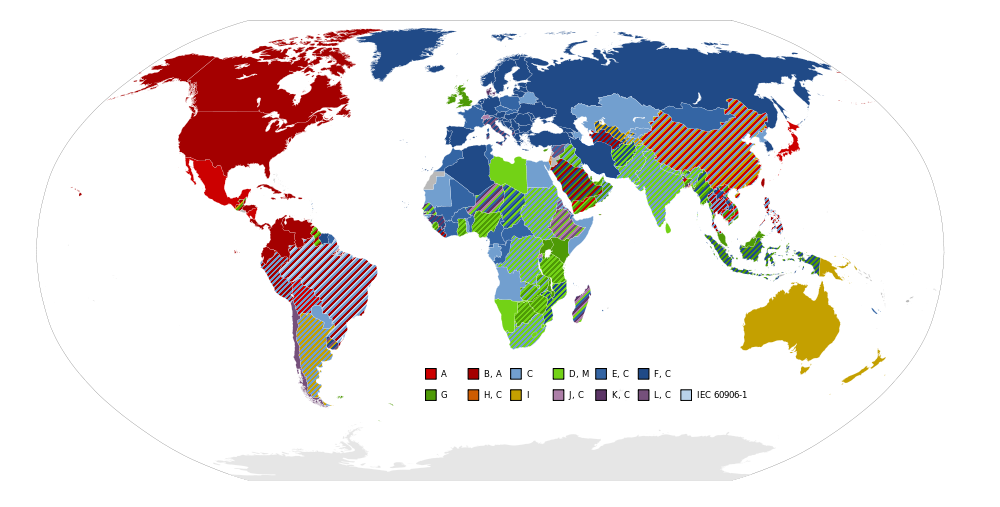 A B, A C D, M E, C F, C
G H, C I J, C K, C L, C IEC 60906-1